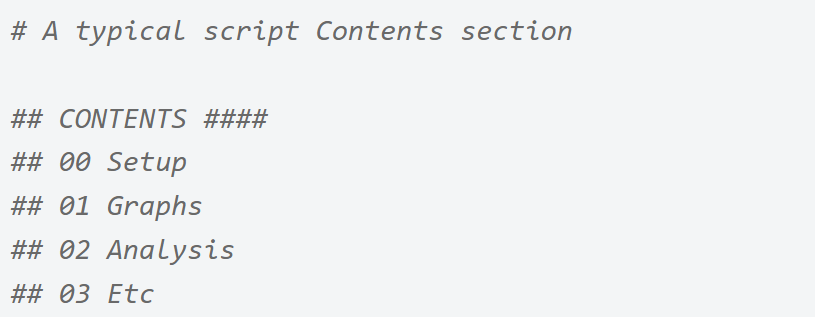 # A typical script Contents section
## CONTENTS ####
## 00 Setup
## 01 Graphs
## 02 Analysis
## 03 Etc